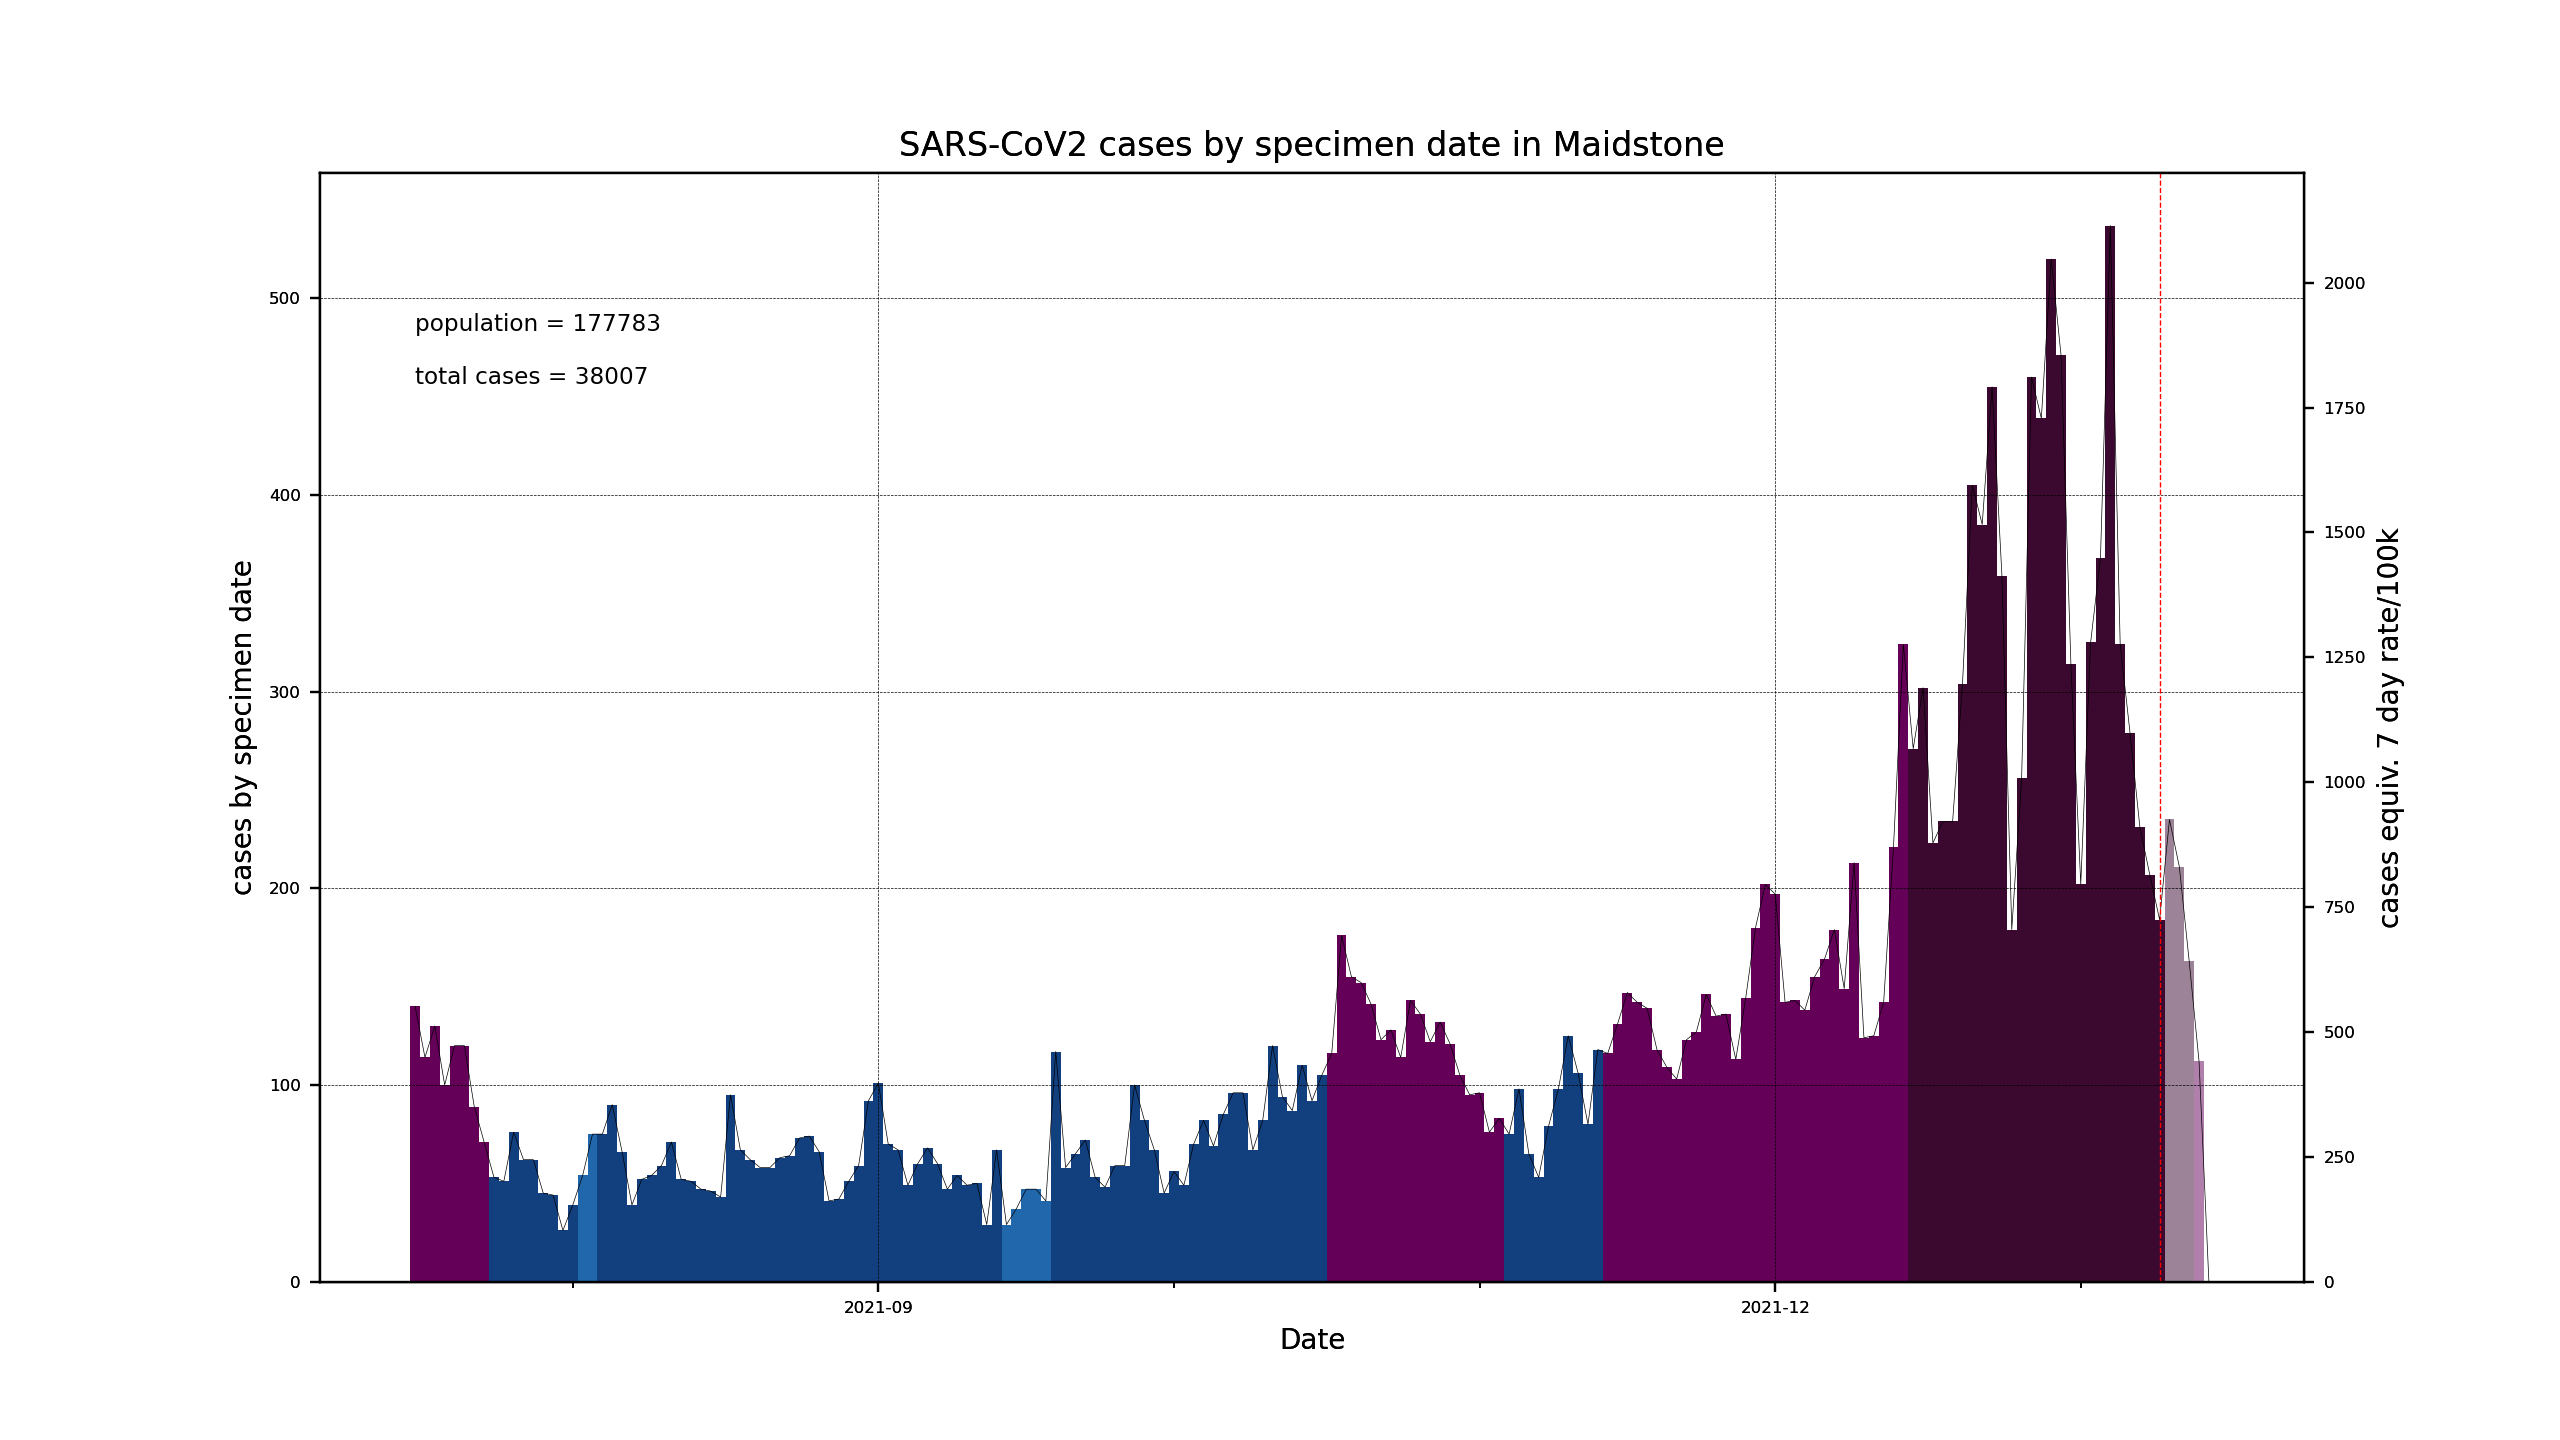 SARS-CoV2 cases by specimen date in Maidstone
population = 177783
total cases = 38007
cases by specimen date
500
400
300
200
100
0
2000
1750
1500
1250
1000
750
500
250
0
cases equiv. 7 day rate/100k
2021-09
2021-12
Date